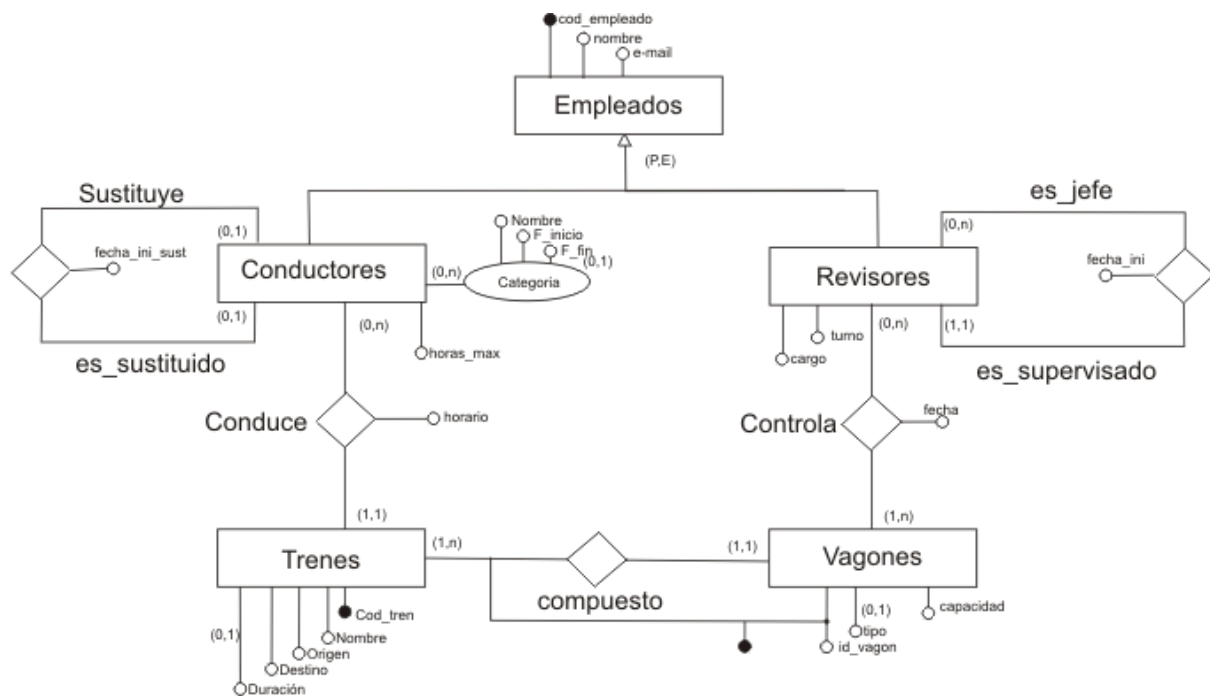 cod_empleado
nombre
e-mail
Empleados
(P,E)
Sustituye
es_jefe
(0,1)
fecha_ini_sust
Conductores
(0,1)
es_sustituido
Nombre
F_inicio
F_fin
(0,1)
(0,n)
Categoria
horas_max
(0,n)
(0,n)
fecha_ini
Revisores
(1,1)
es_supervisado
turno
cargo
(0,n)
Conduce
horario
Controla
fecha
(1,1)
(1,n)
Trenes
(1,n)
(1,1)
Vagones
compuesto
Cod_tren
Nombre
Origen
Destino
(0,1)
Duración
capacidad
(0,1)
tipo
id_vagon